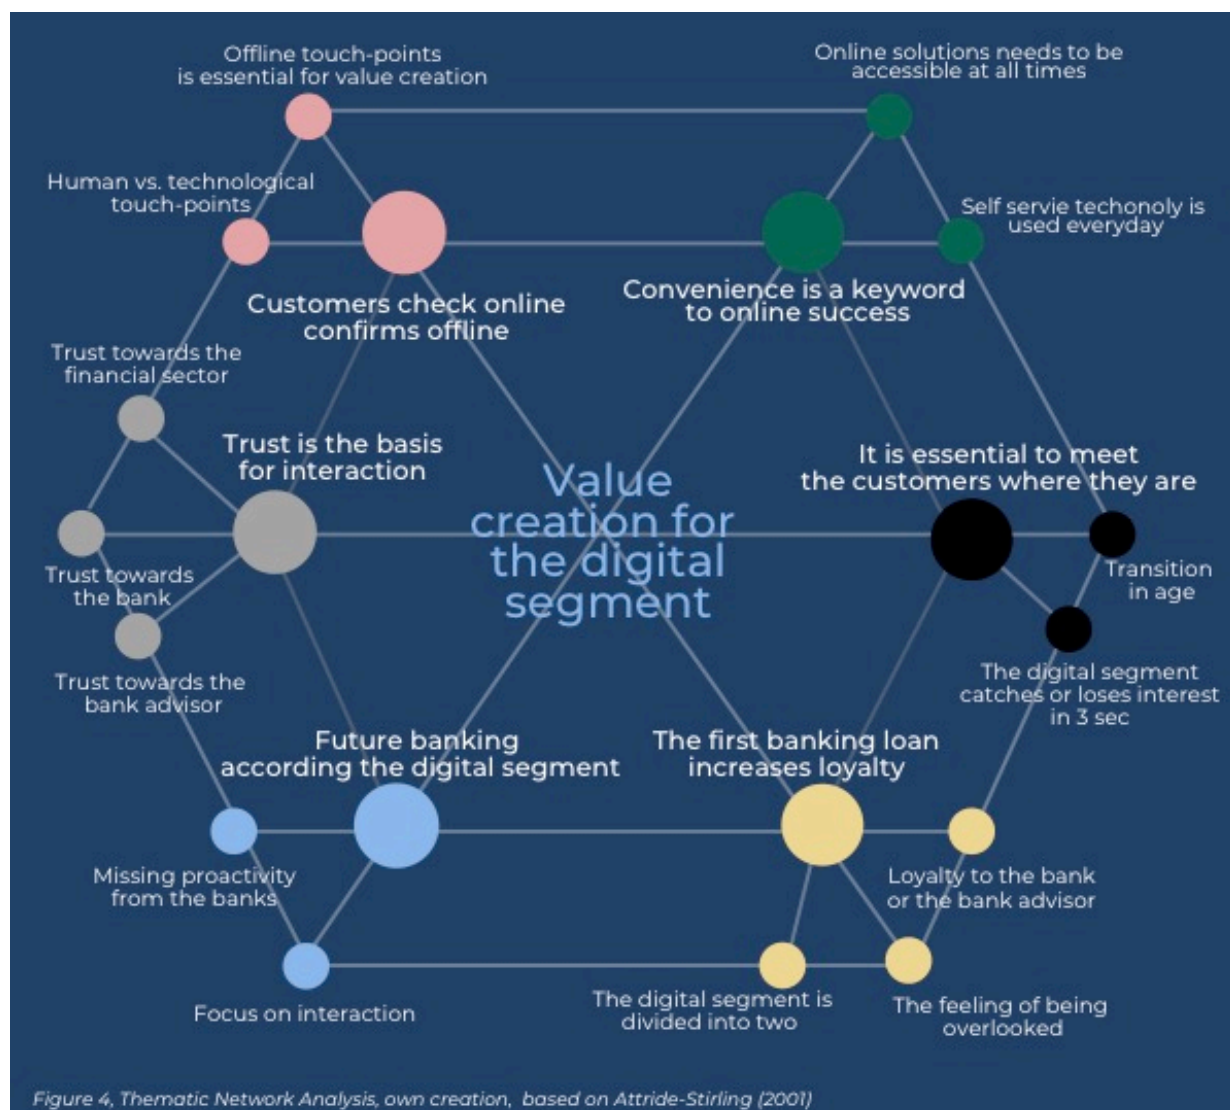 Offline touch-points
is essential for value creation
Online solutions needs to be
accessible at all times
Human vs. technological
touch-points
Self servie techonoly is
used everyday
Customers check online
confirms offline
Convenience is a keyword
to online success
Trust towards the
financial sector
Trust is the basis
for interaction
It is essential to meet
the customers where they are
Value
creation for
the digital
segment
Trust towards
the bank
Transition
in age
Trust towards the
bank advisor
The digital segment
catches or loses interest
in 3 sec
Future banking
according the digital segment
The first banking loan
increases loyalty
Missing proactivity
from the banks
Loyalty to the bank
or the bank advisor
Focus on interaction
The digital segment is
divided into two
The feeling of being
overlooked
Figure 4, Thematic Network Analysis, own creation, based on Attride-Stirling (2001)